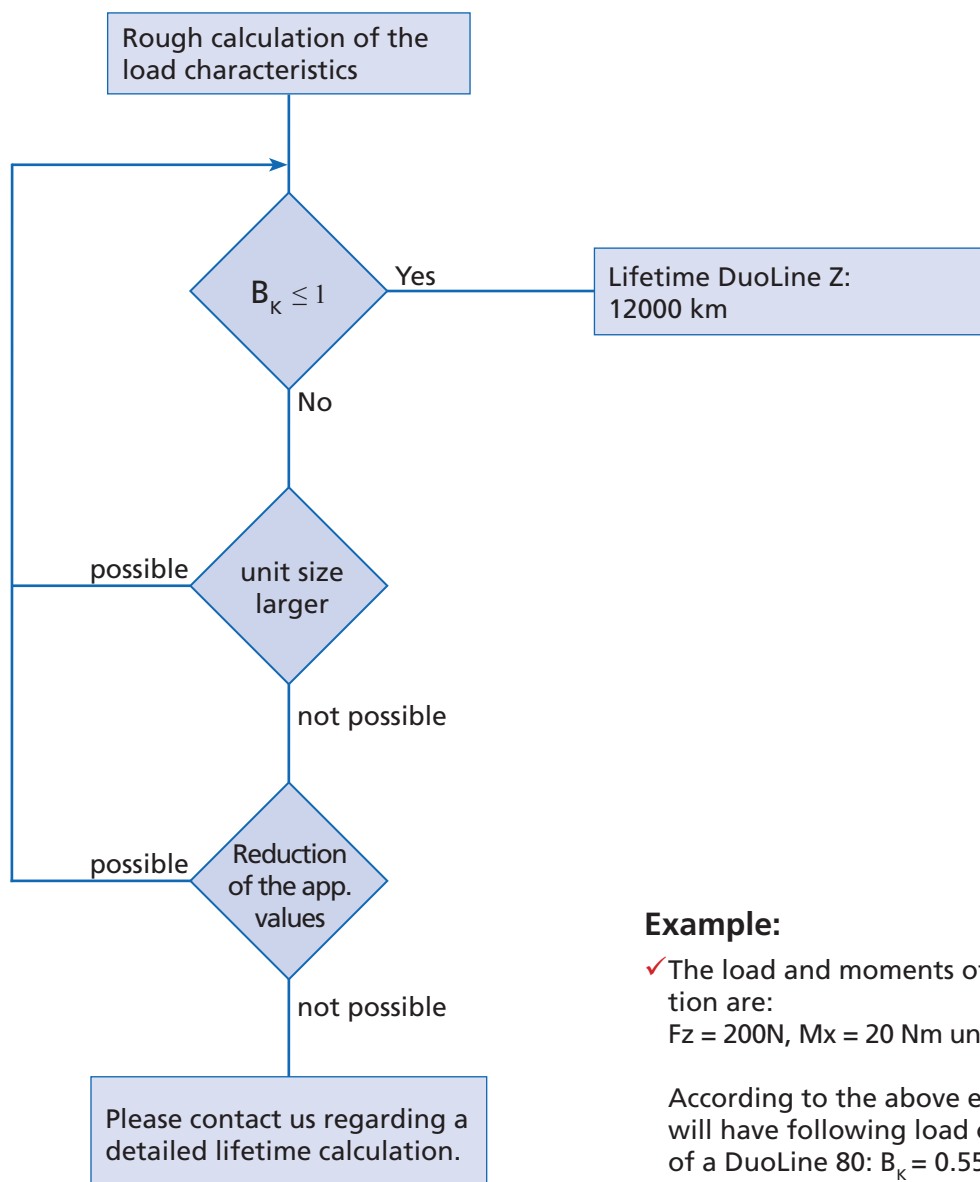 Rough calculation of the
load characteristics
B_K ≤ 1
Yes
Lifetime DuoLine Z:
12000 km
No
possible
unit size
larger
not possible
possible
Reduction
of the app.
values
not possible
Please contact us regarding a
detailed lifetime calculation.
Example:
✓The load and moments
tion are:
Fz = 200N, Mx = 20 Nm
According to the above
will have following load
of a DuoLine 80: B_K = 0.55